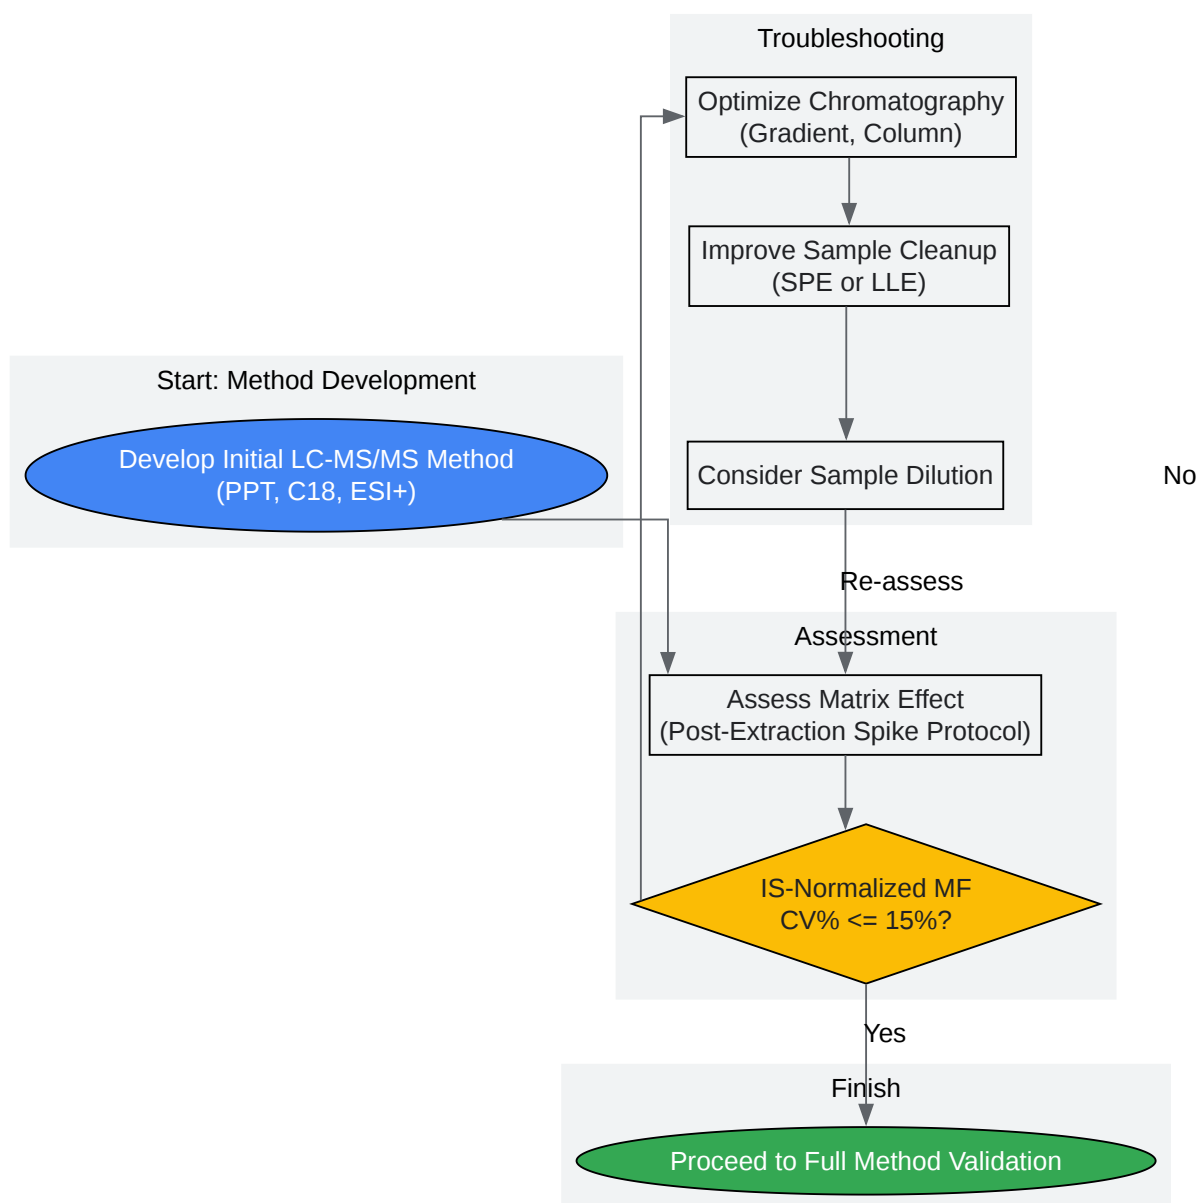 Troubleshooting
Optimize Chromatography
(Gradient, Column)
Improve Sample Cleanup
(SPE or LLE)
Start: Method Development
Develop Initial LC-MS/MS Method
(PPT, C18, ESI+)
Consider Sample Dilution
No
Re-assess
Assessment
Assess Matrix Effect
(Post-Extraction Spike Protocol)
IS-Normalized MF
CV% <= 15%?
Yes
Finish
Proceed to Full Method Validation